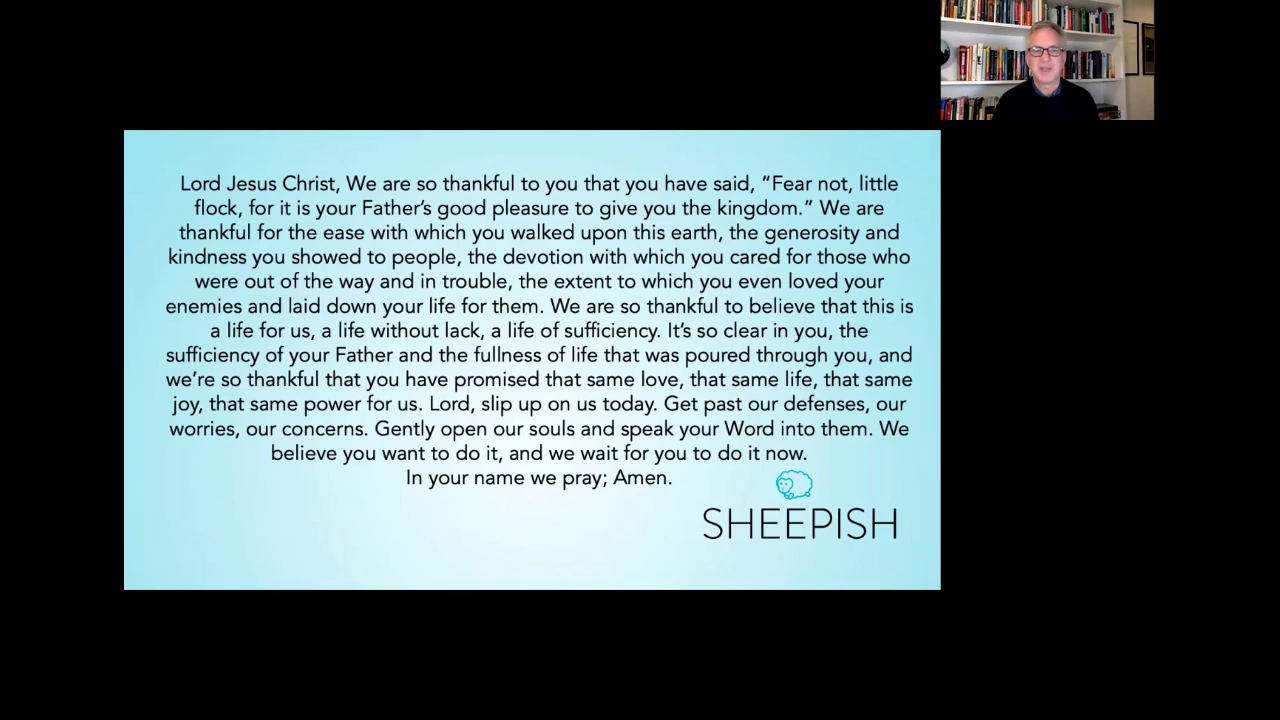 Lord Jesus Christ, We are so thankful to you that you have said, “Fear not, little
flock, for it is your Father’s good pleasure to give you the kingdom.” We are
thankful for the ease with which you walked upon this earth, the generosity and
kindness you showed to people, the devotion with which you cared for those who
were out of the way and in trouble, the extent to which you even loved your
enemies and laid down your life for them. We are so thankful to believe that this is
a life for us, a life without lack, a life of sufficiency. It’s so clear in you, the
sufficiency of your Father and the fullness of life that was poured through you, and
we’re so thankful that you have promised that same love, that same life, that same
joy, that same power for us. Lord, slip up on us today. Get past our defenses, our
worries, our concerns. Gently open our souls and speak your Word into them. We
believe you want to do it, and we wait for you to do it now.
In your name we pray; Amen.
SHEEPISH